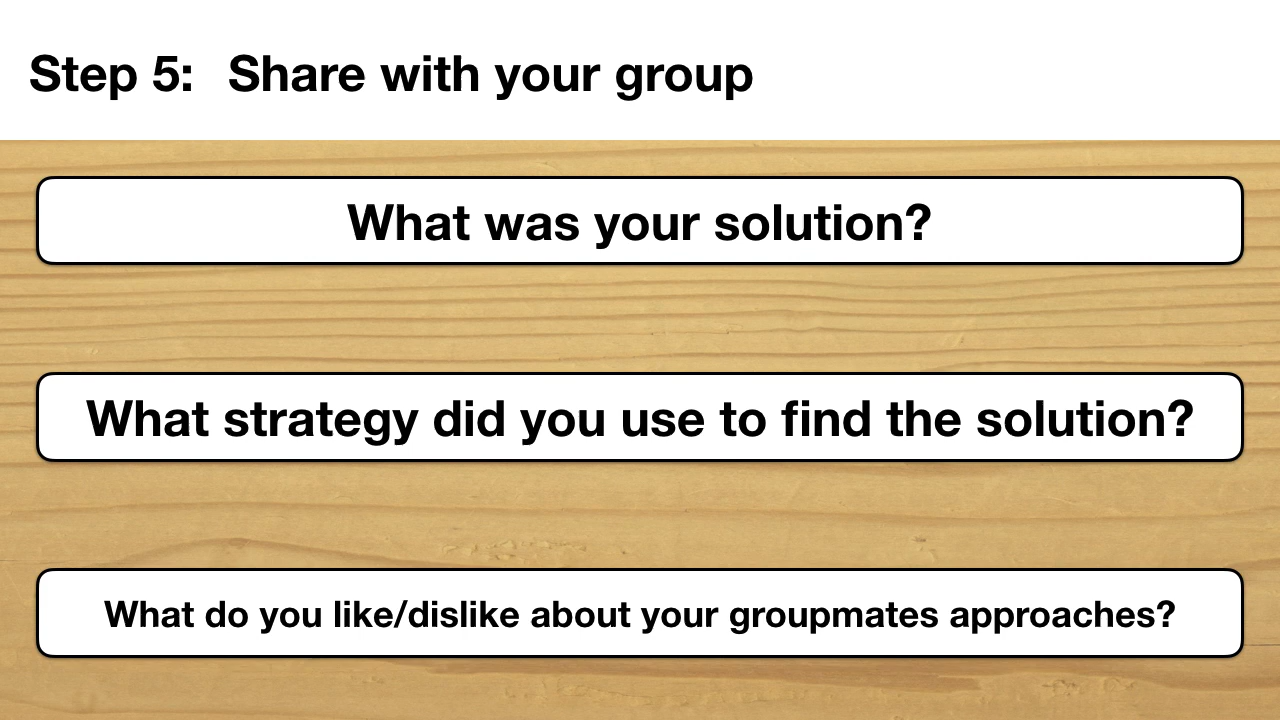 Step 5: Share with your group
What was your solution?
What strategy did you use to find the solution?
What do you like/dislike about your groupmates approaches?